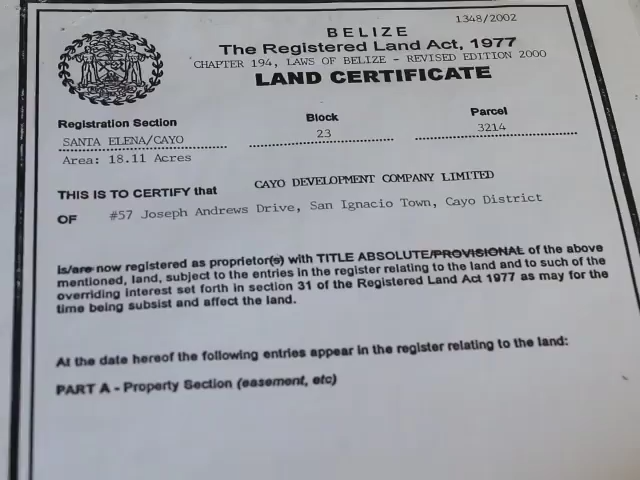 1348/2002
BELIZE
The Registered Land Act, 1977
CHAPTER 194, LAWS OF BELIZE - REVISED EDITION 2000
LAND CERTIFICATE
Registration Section Block Parcel
SANTA ELENA/CAYO 23 3214
Area: 18.11 Acres
THIS IS TO CERTIFY that CAYO DEVELOPMENT COMPANY LIMITED
OF #57 Joseph Andrews Drive, San Ignacio Town, Cayo District
is/are now registered as proprietor(s) with TITLE ABSOLUTE/PROVISIONAL of the above
mentioned, land, subject to the entries in the register relating to the land and to such of the
overriding interest set forth in section 31 of the Registered Land Act 1977 as may for the
time being subsist and affect the land.
At the date hereof the following entries appear in the register relating to the land:
PART A - Property Section (easement, etc)